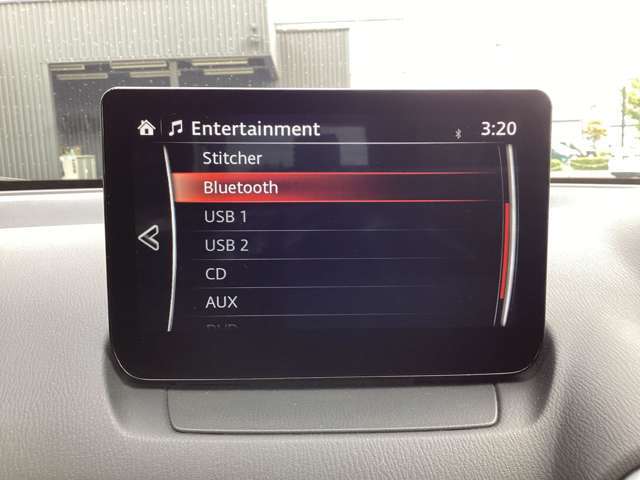 Entertainment 3:20
Stitcher
Bluetooth
USB 1
USB 2
CD
AUX